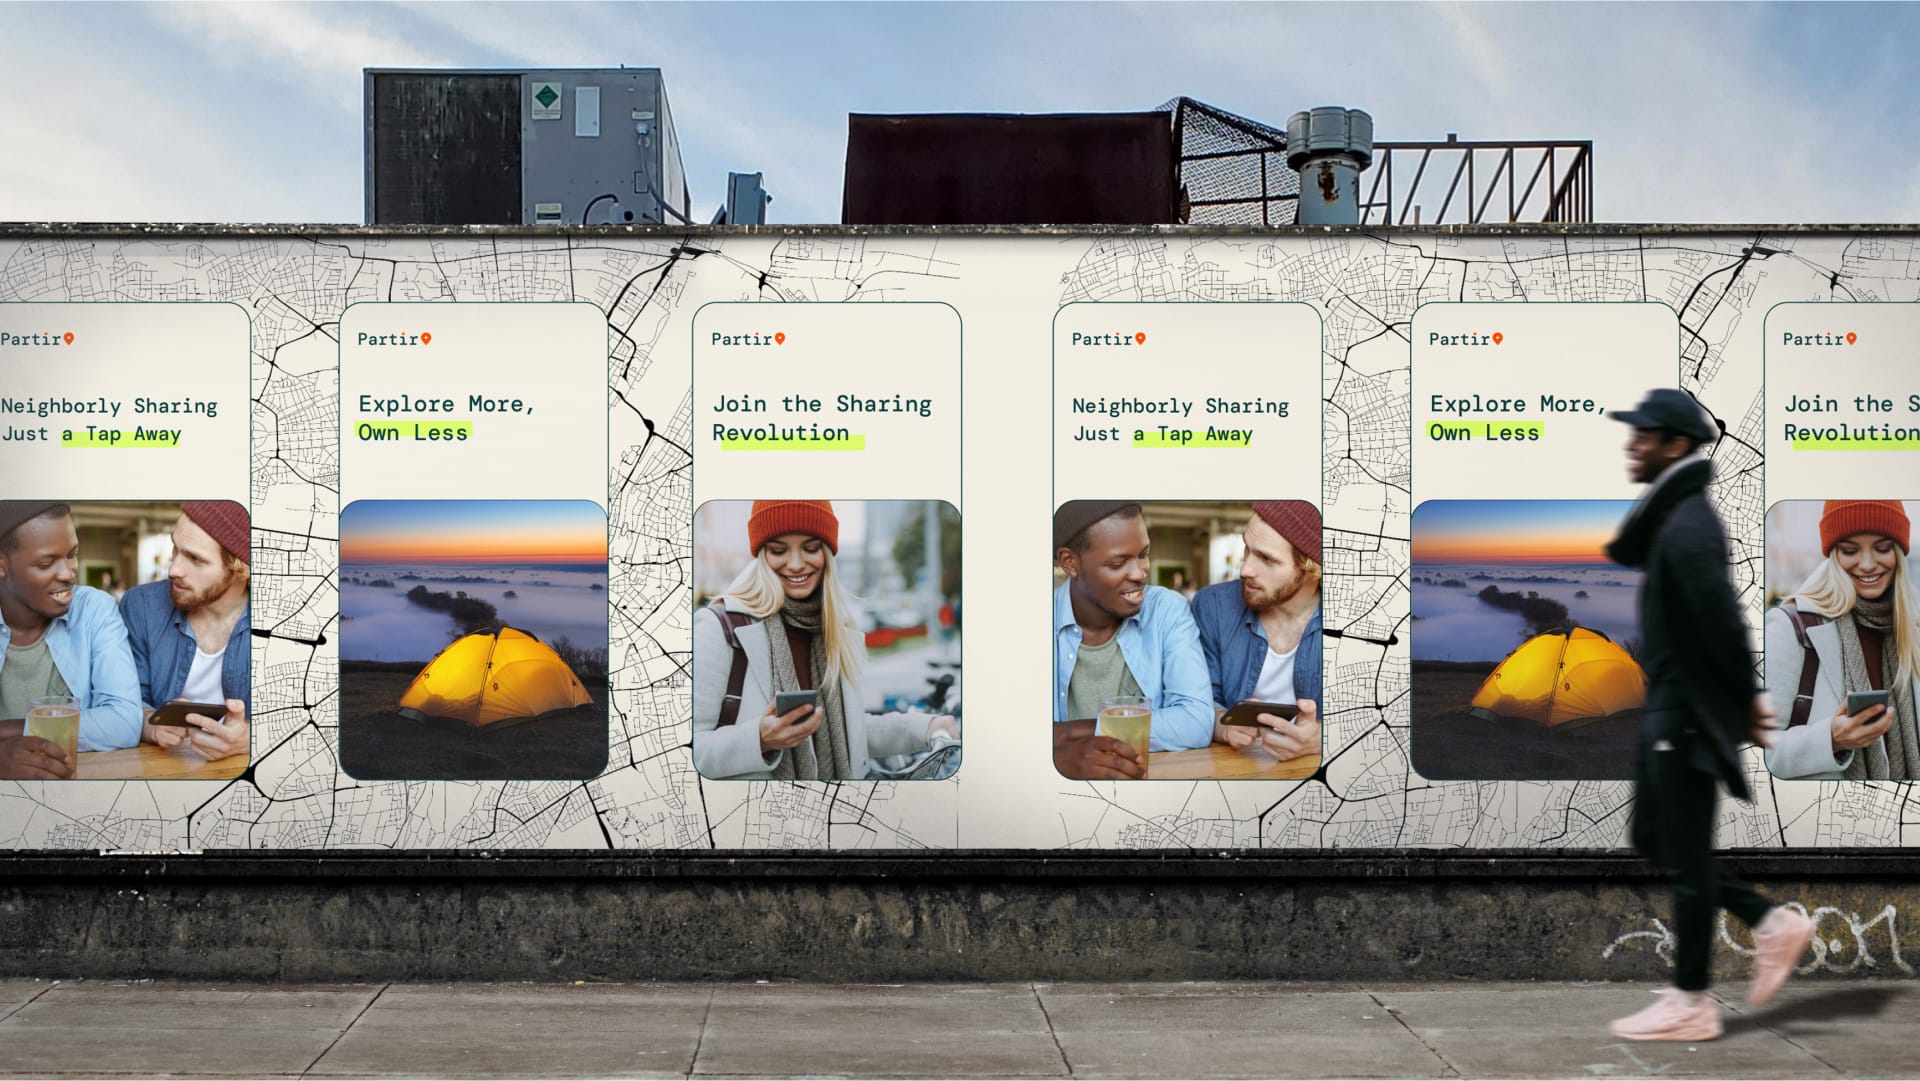 Partir
Neighborly Sharing
Just a Tap Away
Partir
Explore More,
Own Less
Partir
Join the Sharing
Revolution
Partir
Neighborly Sharing
Just a Tap Away
Partir
Explore More,
Own Less
Partir
Join the S
Revolution